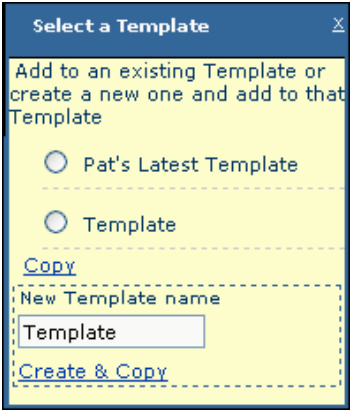 Select a Template X
Add to an existing Template or
create a new one and add to that
Template
Pat's Latest Template
Template
Copy
New Template name
Template
Create & Copy